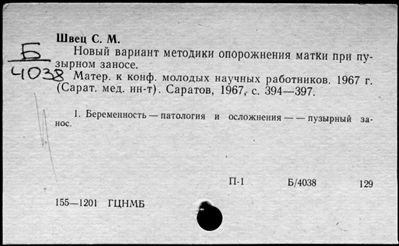 Швец С. М.
Новый вариант методики опорожнения матки при пу-
зырном заносе.
Б
4038
Матер. к конф. молодых научных работников. 1967 г.
(Сарат. мед. ин-т). Саратов, 1967, с. 394—397.
1. Беременность — патология и осложнения — — пузырный за-
нос.
П-1 Б/4038 129
155—1201 ГЦНМБ